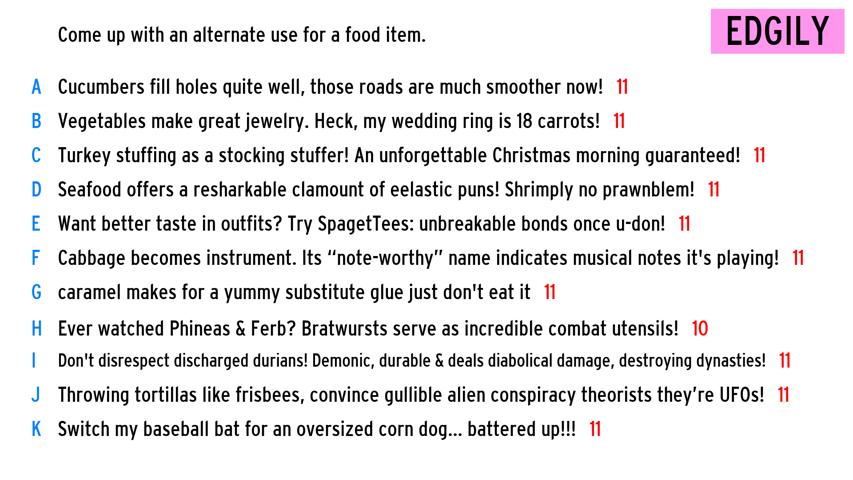 Come up with an alternate use for a food item.
EDGILY
A Cucumbers fill holes quite well, those roads are much smoother now! 11
B Vegetables make great jewelry. Heck, my wedding ring is 18 carrots! 11
C Turkey stuffing as a stocking stuffer! An unforgettable Christmas morning guaranteed! 11
D Seafood offers a resharkable clamount of eelastic puns! Shrimply no prawnblem! 11
E Want better taste in outfits? Try SpagetTees: unbreakable bonds once u-don! 11
F Cabbage becomes instrument. Its “note-worthy” name indicates musical notes it's playing! 11
G caramel makes for a yummy substitute glue just don't eat it 11
H Ever watched Phineas & Ferb? Bratwursts serve as incredible combat utensils! 10
I Don't disrespect discharged durians! Demonic, durable & deals diabolical damage, destroying dynasties! 11
J Throwing tortillas like frisbees, convince gullible alien conspiracy theorists they’re UFOs! 11
K Switch my baseball bat for an oversized corn dog... battered up!!! 11